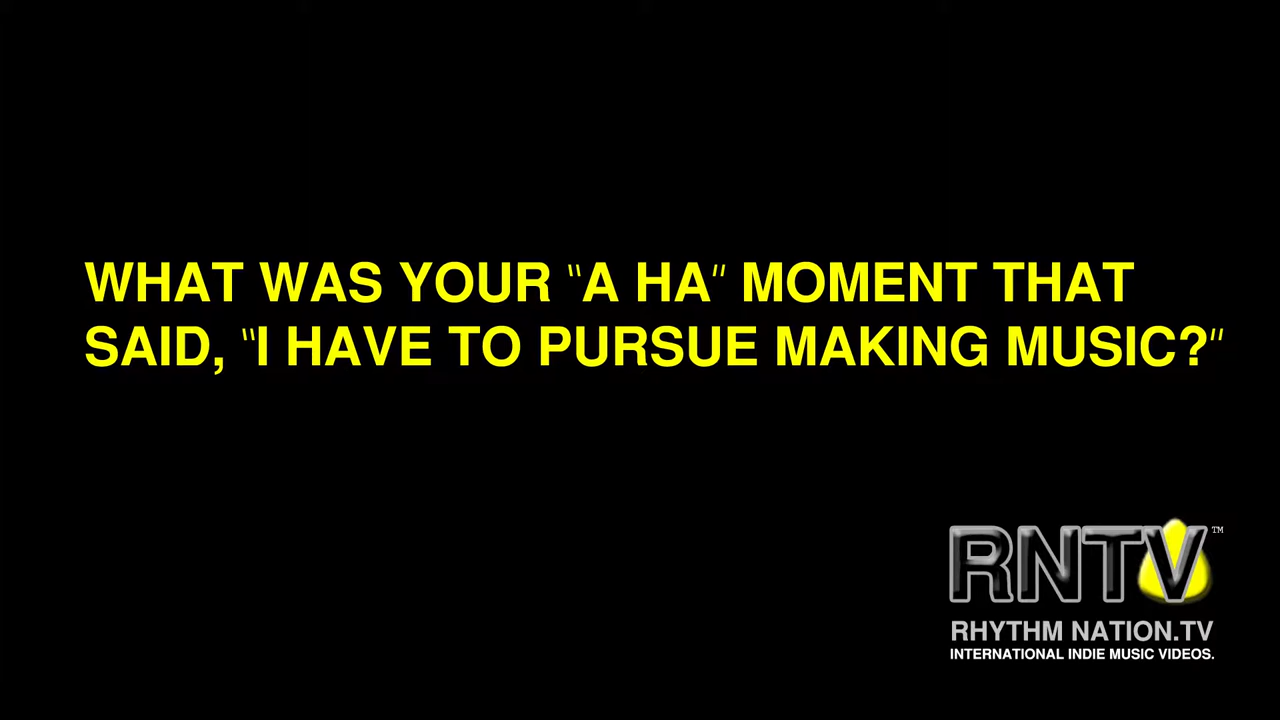 WHAT WAS YOUR "A HA" MOMENT THAT
SAID, "I HAVE TO PURSUE MAKING MUSIC?"
RNTV™
RHYTHM NATION.TV
INTERNATIONAL INDIE MUSIC VIDEOS.